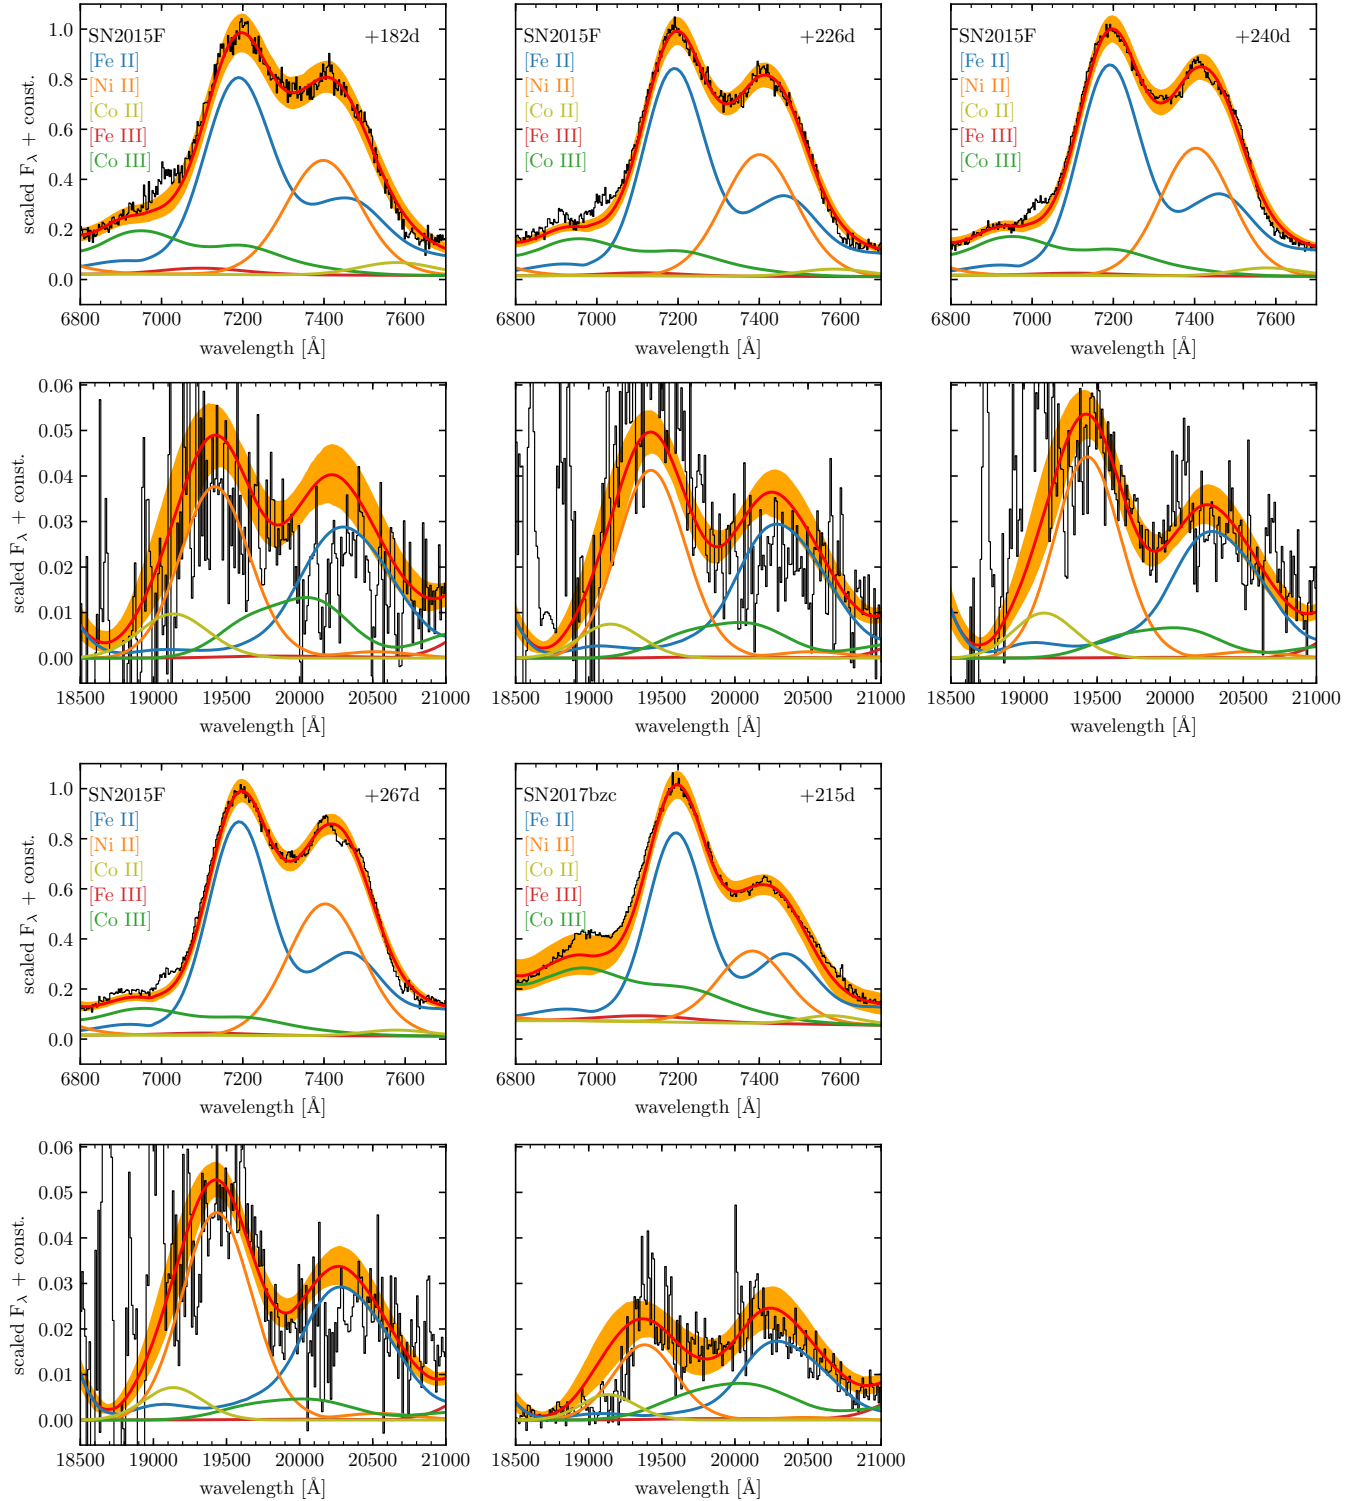 SN2015F +182d
[Fe II]
[Ni II]
[Co II]
[Fe III]
[Co III]
scaled F_λ + const.
1.0
0.8
0.6
0.4
0.2
0.0
6800 7000 7200 7400 7600
wavelength [Å]
SN2015F +226d
[Fe II]
[Ni II]
[Co II]
[Fe III]
[Co III]
6800 7000 7200 7400 7600
wavelength [Å]
SN2015F +240d
[Fe II]
[Ni II]
[Co II]
[Fe III]
[Co III]
6800 7000 7200 7400 7600
wavelength [Å]
scaled F_λ + const.
0.06
0.05
0.04
0.03
0.02
0.01
0.00
18500 19000 19500 20000 20500 21000
wavelength [Å]
18500 19000 19500 20000 20500 21000
wavelength [Å]
18500 19000 19500 20000 20500 21000
wavelength [Å]
SN2015F +267d
[Fe II]
[Ni II]
[Co II]
[Fe III]
[Co III]
scaled F_λ + const.
1.0
0.8
0.6
0.4
0.2
0.0
6800 7000 7200 7400 7600
wavelength [Å]
SN2017bzc +215d
[Fe II]
[Ni II]
[Co II]
[Fe III]
[Co III]
6800 7000 7200 7400 7600
wavelength [Å]
scaled F_λ + const.
0.06
0.05
0.04
0.03
0.02
0.01
0.00
18500 19000 19500 20000 20500 21000
wavelength [Å]
18500 19000 19500 20000 20500 21000
wavelength [Å]